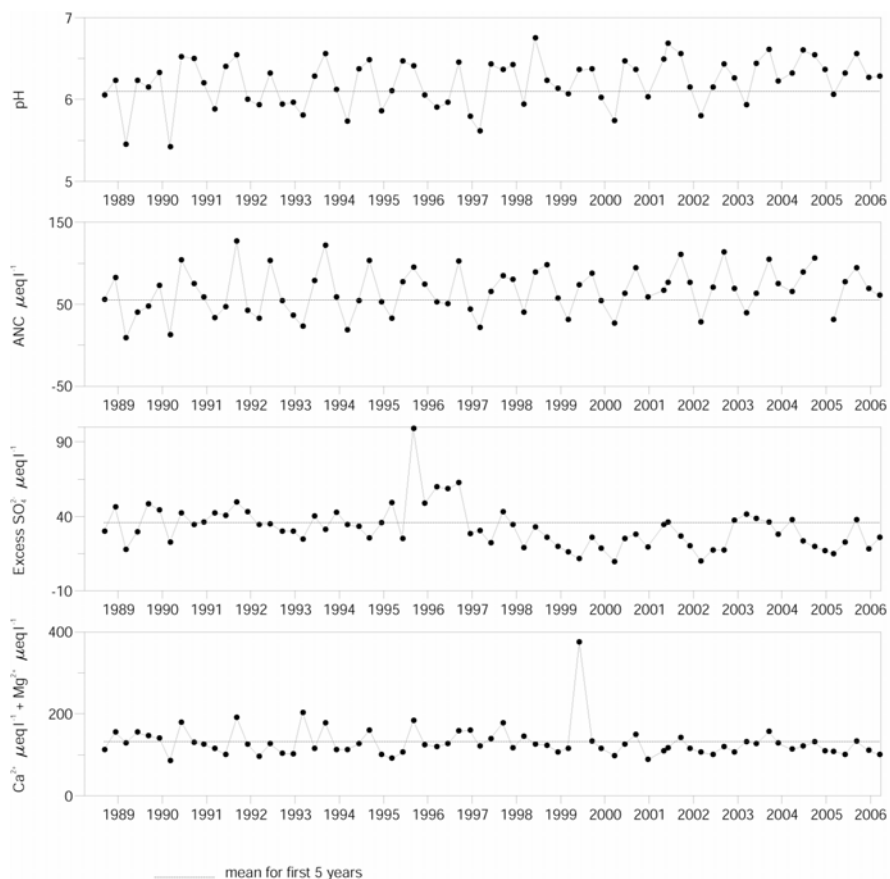 7
6
5
pH
1989 1990 1991 1992 1993 1994 1995 1996 1997 1998 1999 2000 2001 2002 2003 2004 2005 2006
150
50
-50
ANC µeql⁻¹
1989 1990 1991 1992 1993 1994 1995 1996 1997 1998 1999 2000 2001 2002 2003 2004 2005 2006
90
40
-10
Excess SO₄²⁻ µeql⁻¹
1989 1990 1991 1992 1993 1994 1995 1996 1997 1998 1999 2000 2001 2002 2003 2004 2005 2006
400
200
0
Ca²⁺ µeql⁻¹ + Mg²⁺ µeql⁻¹
1989 1990 1991 1992 1993 1994 1995 1996 1997 1998 1999 2000 2001 2002 2003 2004 2005 2006
mean for first 5 years